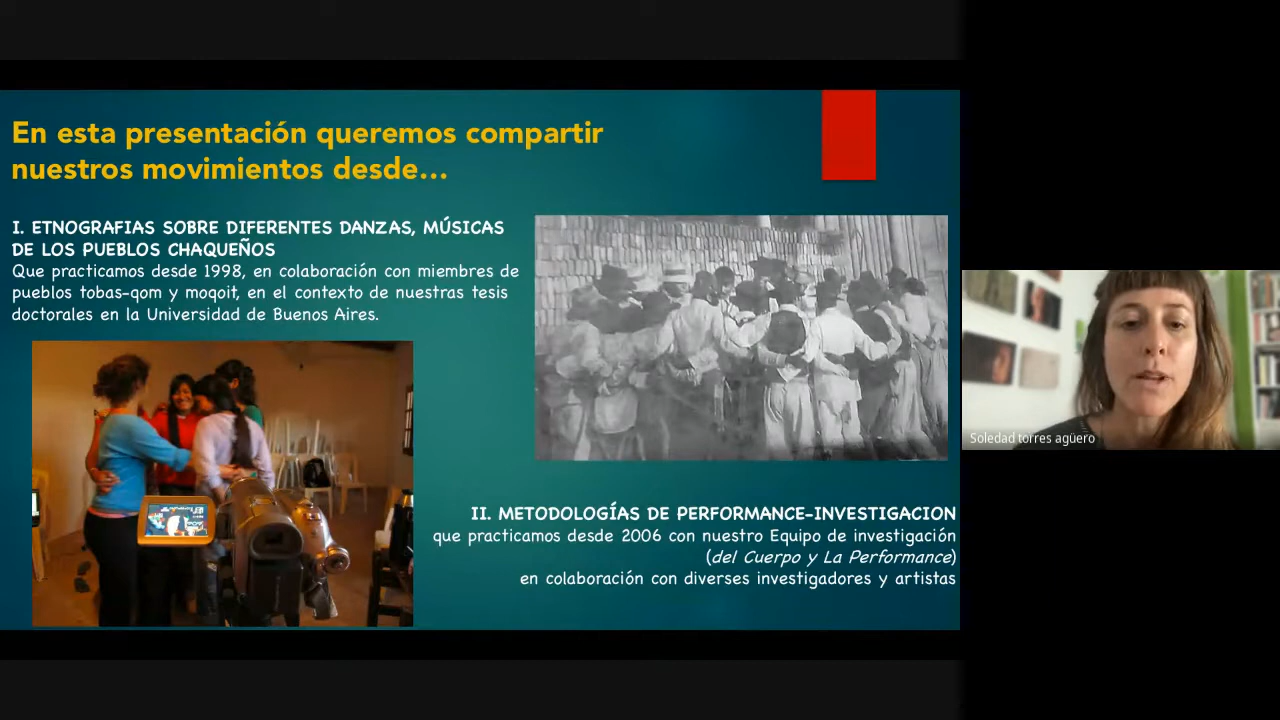 En esta presentación queremos compartir
nuestros movimientos desde...
I. ETNOGRAFIAS SOBRE DIFERENTES DANZAS, MÚSICAS
DE LOS PUEBLOS CHAQUEÑOS
Que practicamos desde 1998, en colaboración con miembres de
pueblos tobas-qom y moqoit, en el contexto de nuestras tesis
doctorales en la Universidad de Buenos Aires.
II. METODOLOGÍAS DE PERFORMANCE-INVESTIGACION
que practicamos desde 2006 con nuestro Equipo de investigación
(del Cuerpo y La Performance)
en colaboración con diverses investigadores y artistas
Soledad torres agüero